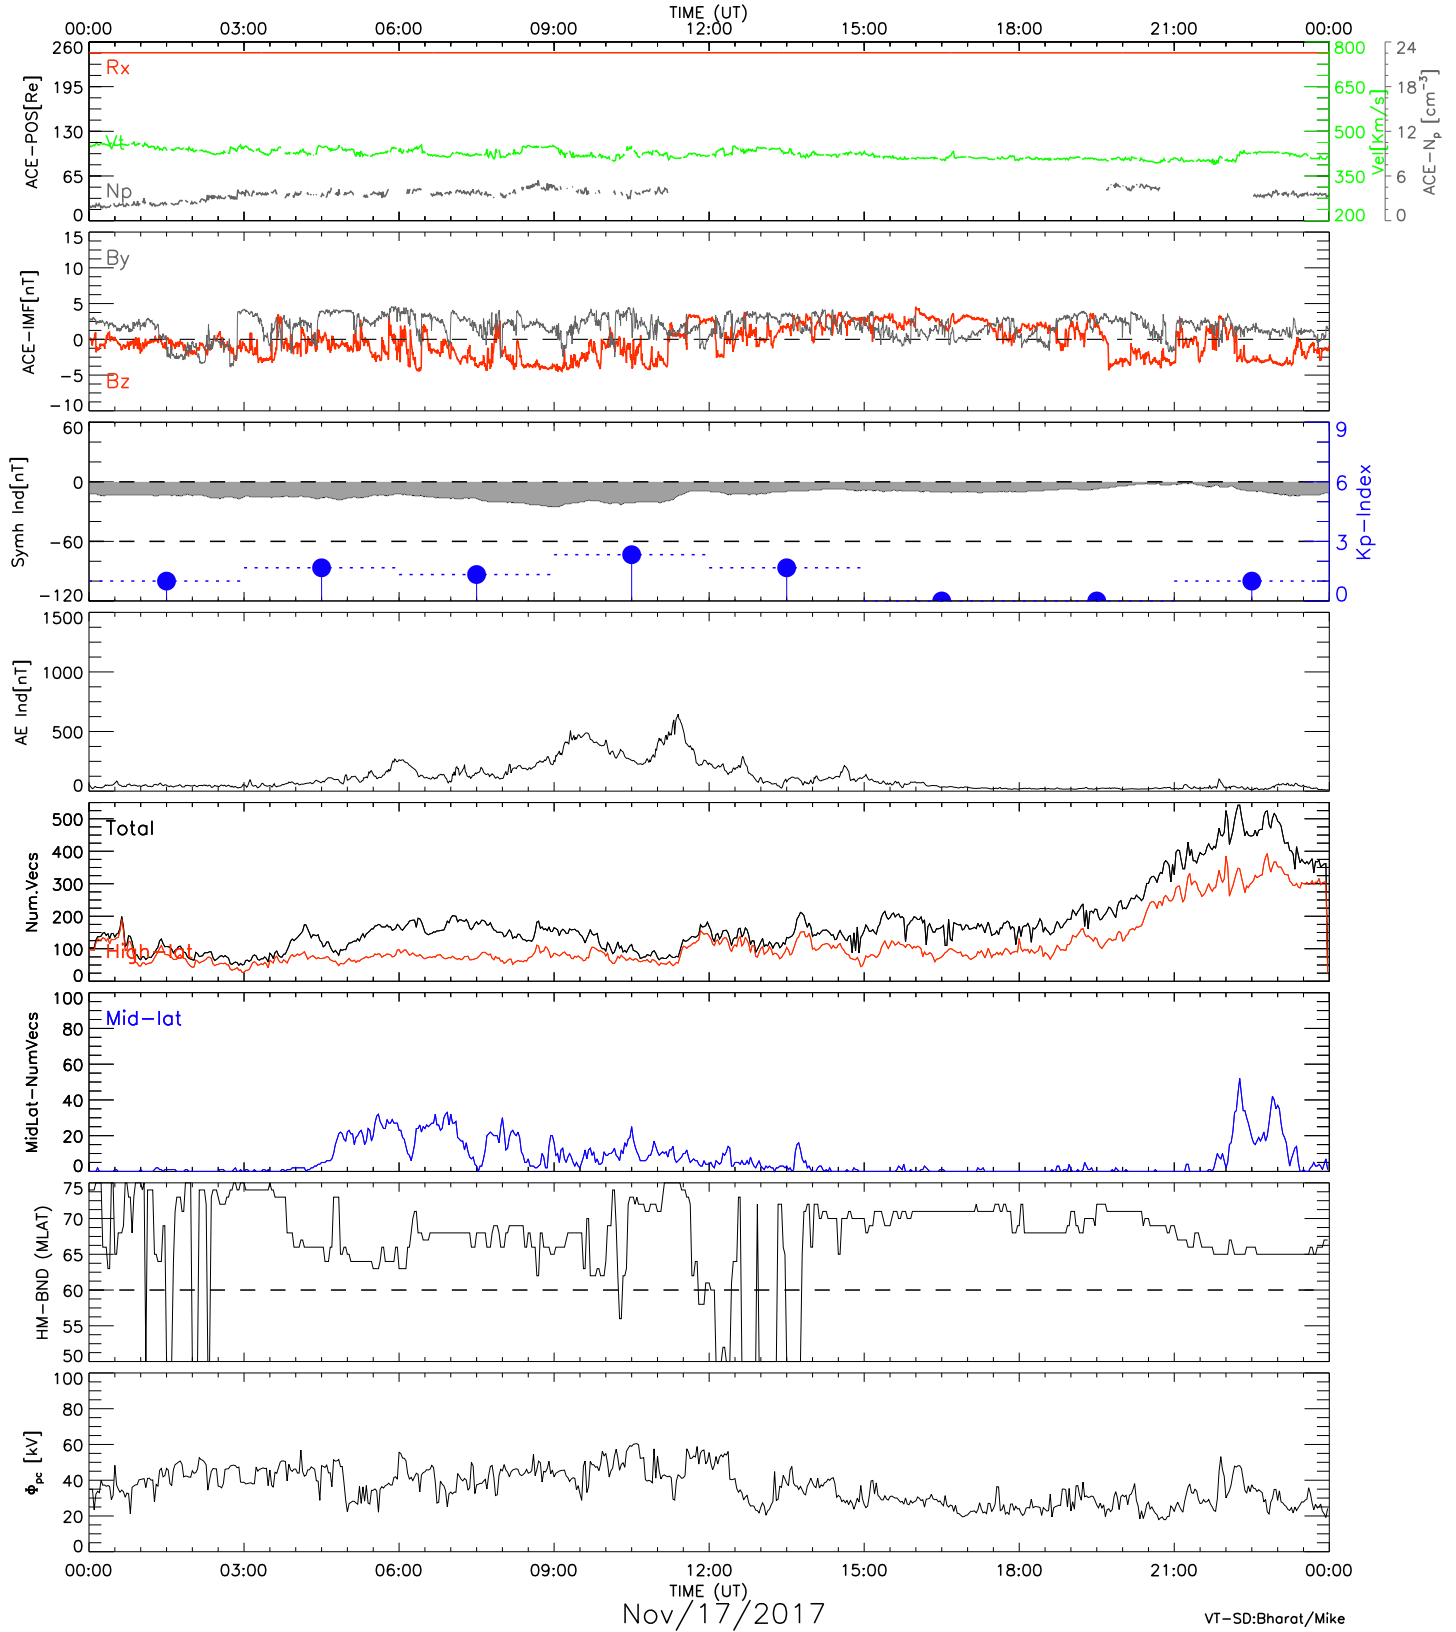 TIME (UT)
00:00 03:00 06:00 09:00 12:00 15:00 18:00 21:00 00:00
ACE-POS[Re]
260
195
130
65
0
Rx
Vt
Np
800
650
500
350
200
Vel[Km/s]
24
18
12
6
0
ACE-Np [cm-3]
ACE-IMF[nT]
15
10
5
0
-5
-10
By
Bz
Symh Ind[nT]
60
0
-60
-120
9
6
3
0
Kp-Index
AE Ind[nT]
1500
1000
500
0
Num.Vecs
500
400
300
200
100
0
Total
High-lat
MidLat-NumVecs
100
80
60
40
20
0
Mid-lat
HM-BND (MLAT)
75
70
65
60
55
50
Φpc [kV]
100
80
60
40
20
0
00:00 03:00 06:00 09:00 12:00 15:00 18:00 21:00 00:00
TIME (UT)
Nov/17/2017
VT-SD:Bharat/Mike